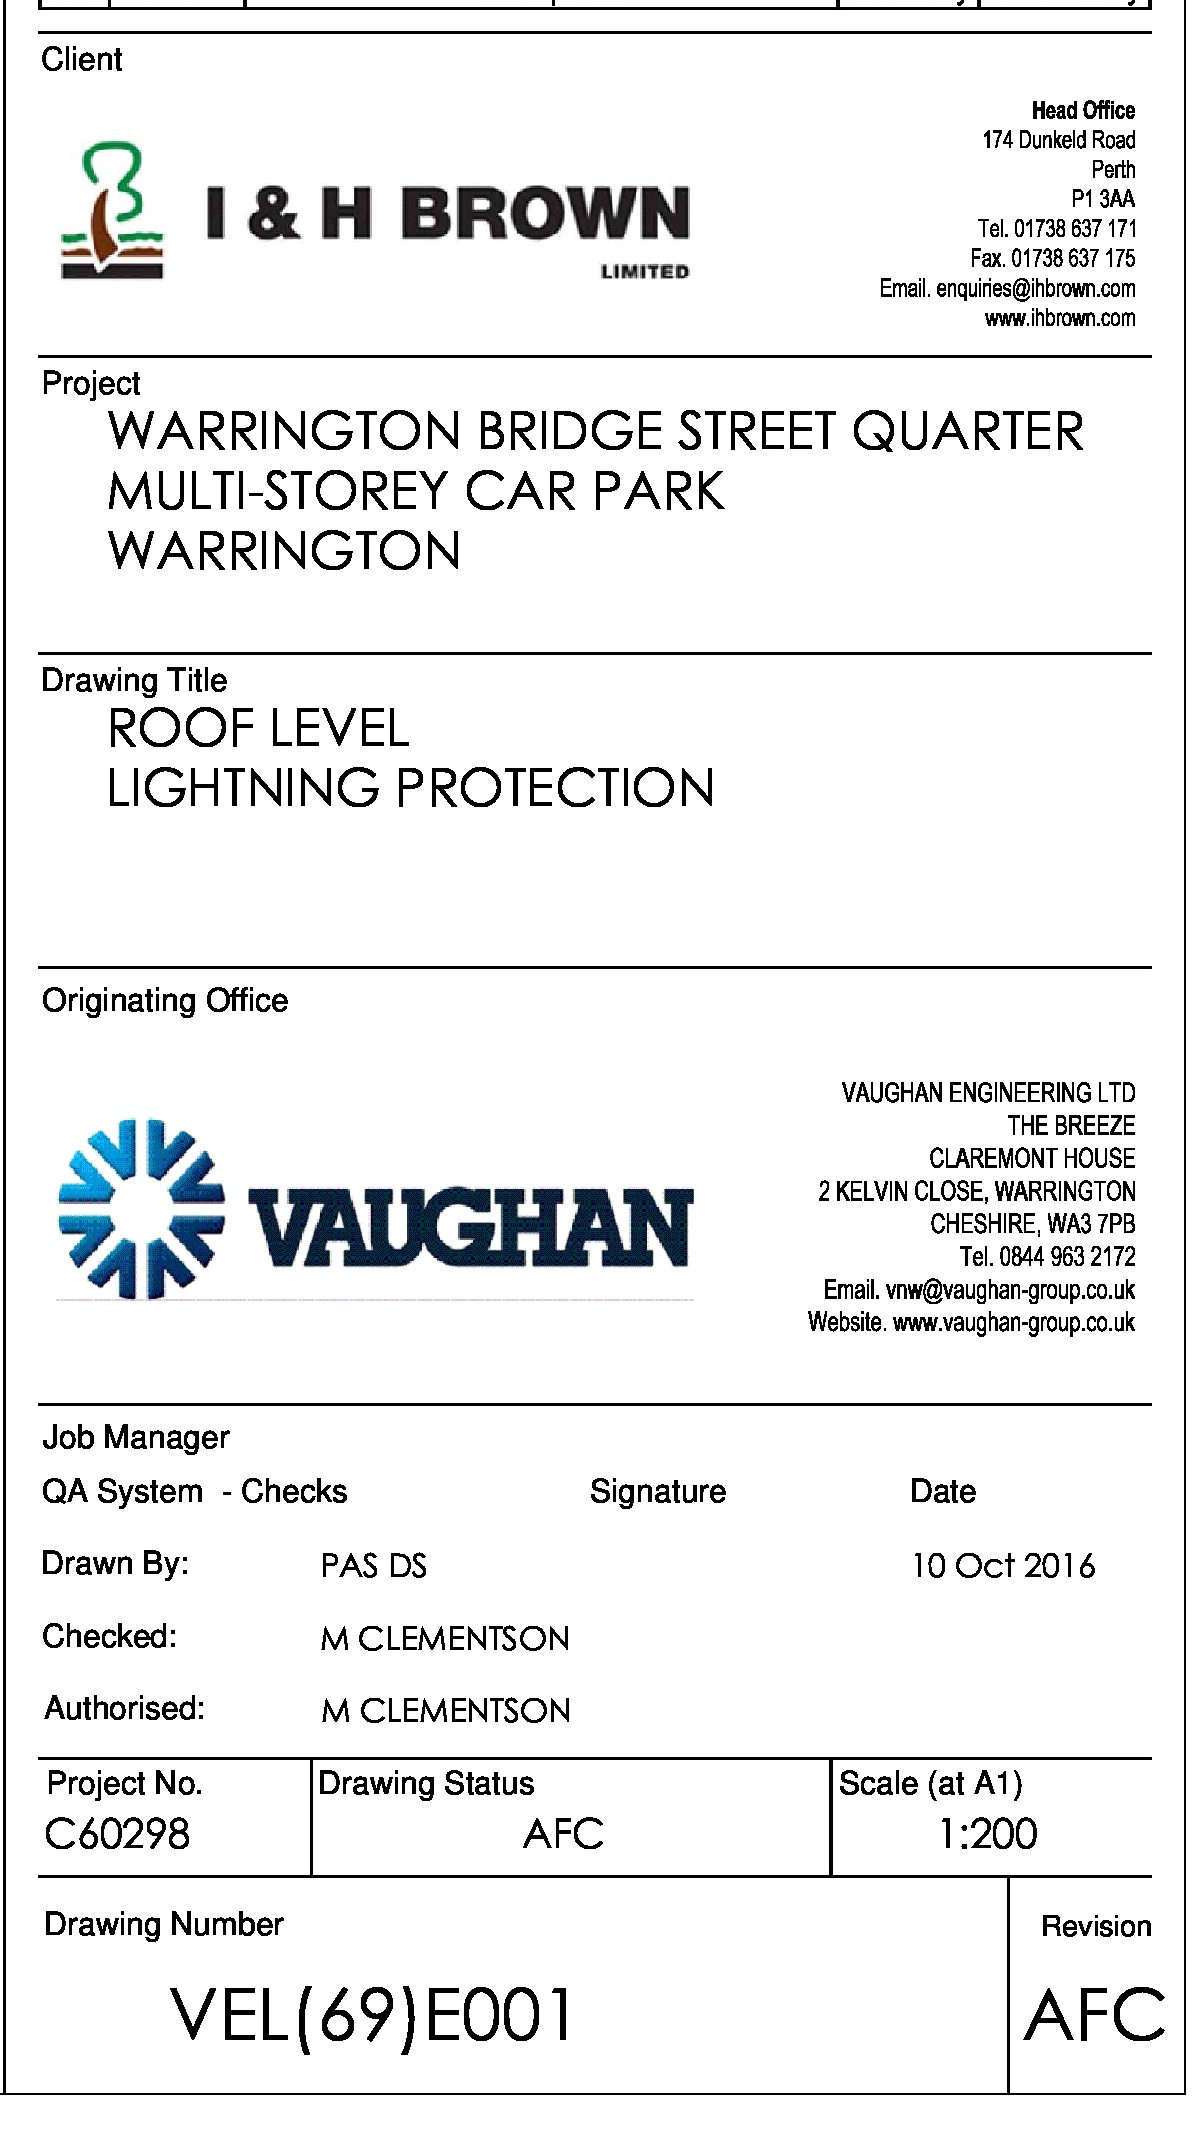 Client
Head Office
174 Dunkeld Road
Perth
P1 3AA
Tel. 01738 637 171
Fax. 01738 637 175
Email. enquiries@ihbrown.com
www.ihbrown.com
I & H BROWN
LIMITED
Project
WARRINGTON BRIDGE STREET QUARTER
MULTI-STOREY CAR PARK
WARRINGTON
Drawing Title
ROOF LEVEL
LIGHTNING PROTECTION
Originating Office
VAUGHAN
VAUGHAN ENGINEERING LTD
THE BREEZE
CLAREMONT HOUSE
2 KELVIN CLOSE, WARRINGTON
CHESHIRE, WA3 7PB
Tel. 0844 963 2172
Email. vnw@vaughan-group.co.uk
Website. www.vaughan-group.co.uk
Job Manager
QA System - Checks Signature Date
Drawn By: PAS DS 10 Oct 2016
Checked: M CLEMENTSON
Authorised: M CLEMENTSON
Project No. Drawing Status Scale (at A1)
C60298 AFC 1:200
Drawing Number Revision
VEL(69)E001 AFC